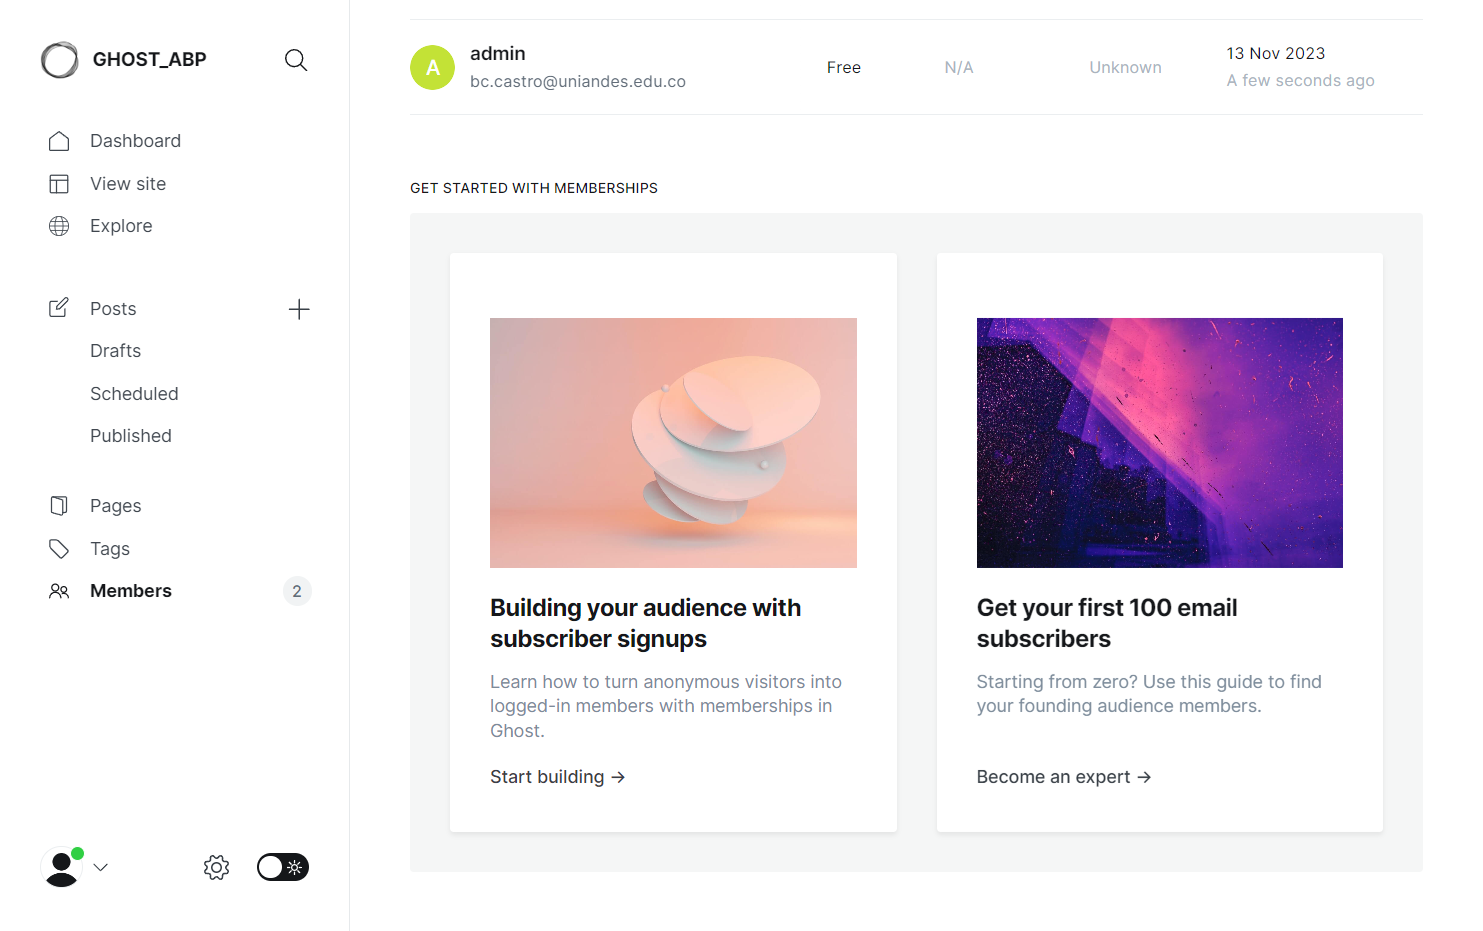 GHOST_ABP
Dashboard
View site
Explore
Posts
Drafts
Scheduled
Published
Pages
Tags
Members 2
A
admin
bc.castro@uniandes.edu.co
Free
N/A
Unknown
13 Nov 2023
A few seconds ago
GET STARTED WITH MEMBERSHIPS
Building your audience with
subscriber signups
Learn how to turn anonymous visitors into
logged-in members with memberships in
Ghost.
Start building →
Get your first 100 email
subscribers
Starting from zero? Use this guide to find
your founding audience members.
Become an expert →